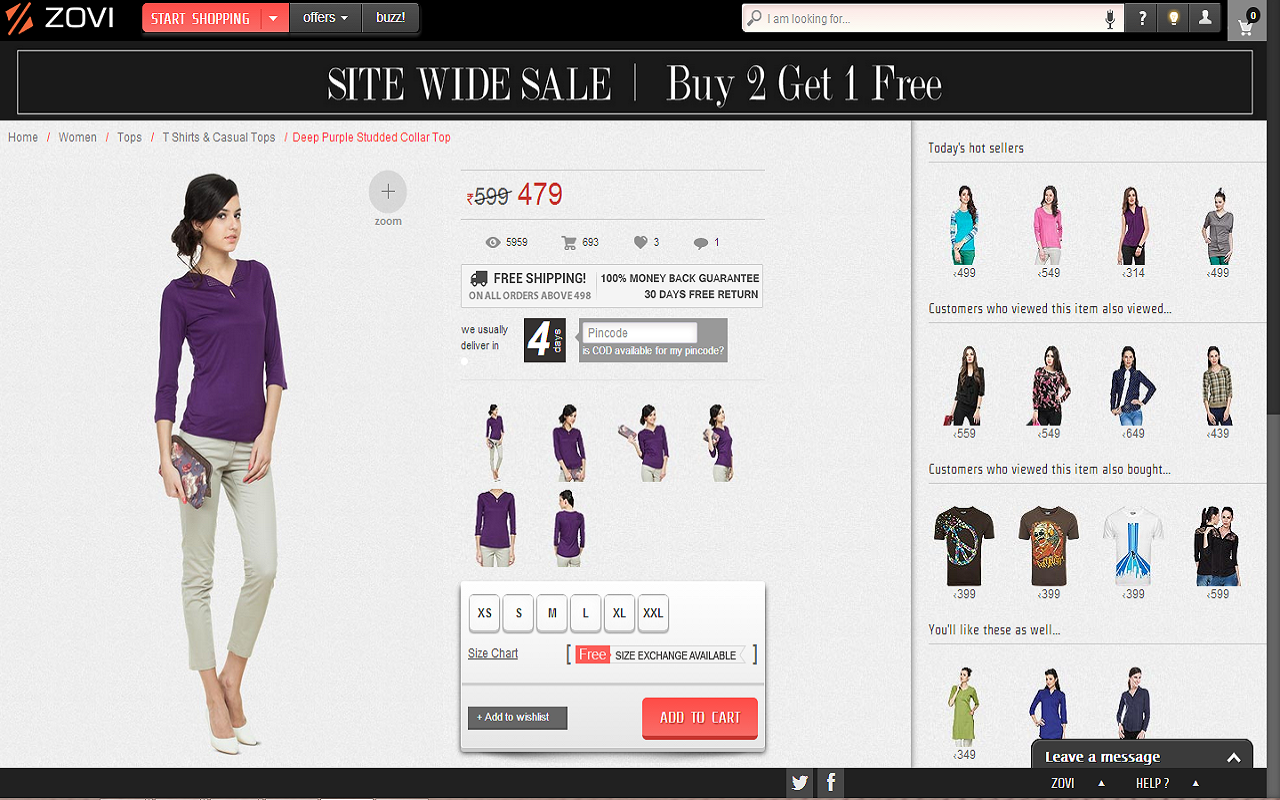 ZOVI
START SHOPPING
offers
buzz!
I am looking for...
?
0
SITE WIDE SALE | Buy 2 Get 1 Free
Home / Women / Tops / T Shirts & Casual Tops / Deep Purple Studded Collar Top
zoom
₹599 479
5959
693
3
1
FREE SHIPPING!
ON ALL ORDERS ABOVE 498
100% MONEY BACK GUARANTEE
30 DAYS FREE RETURN
we usually
deliver in
4 days
Pincode
is COD available for my pincode?
XS S M L XL XXL
Size Chart
[ Free SIZE EXCHANGE AVAILABLE ]
+ Add to wishlist
ADD TO CART
Today's hot sellers
₹499 ₹549 ₹314 ₹499
Customers who viewed this item also viewed...
₹559 ₹549 ₹649 ₹439
Customers who viewed this item also bought...
₹399 ₹399 ₹399 ₹599
You'll like these as well...
₹349
Leave a message
ZOVI
HELP ?